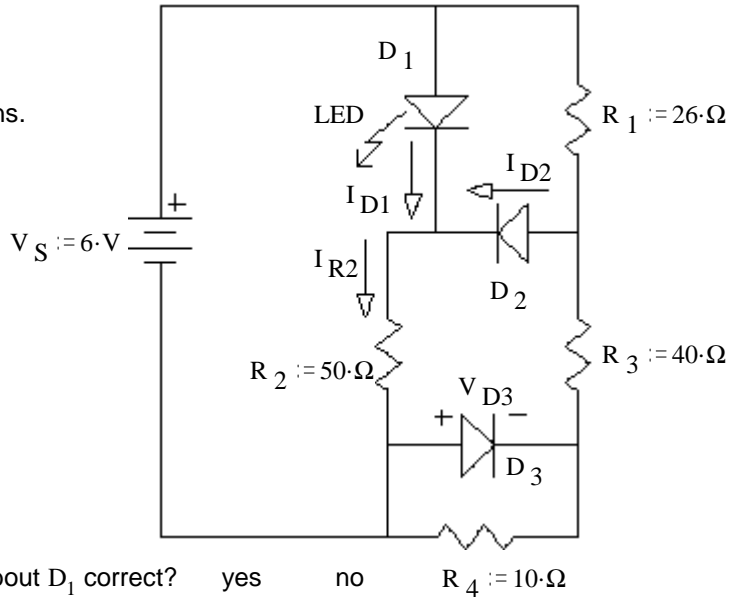 D 1
ns.
LED
R 1 := 26·Ω
I D2
I D1
+
V S := 6·V
I R2
D 2
R 2 := 50·Ω
R 3 := 40·Ω
V D3
+ −
D 3
bout D1 correct? yes no
R 4 := 10·Ω